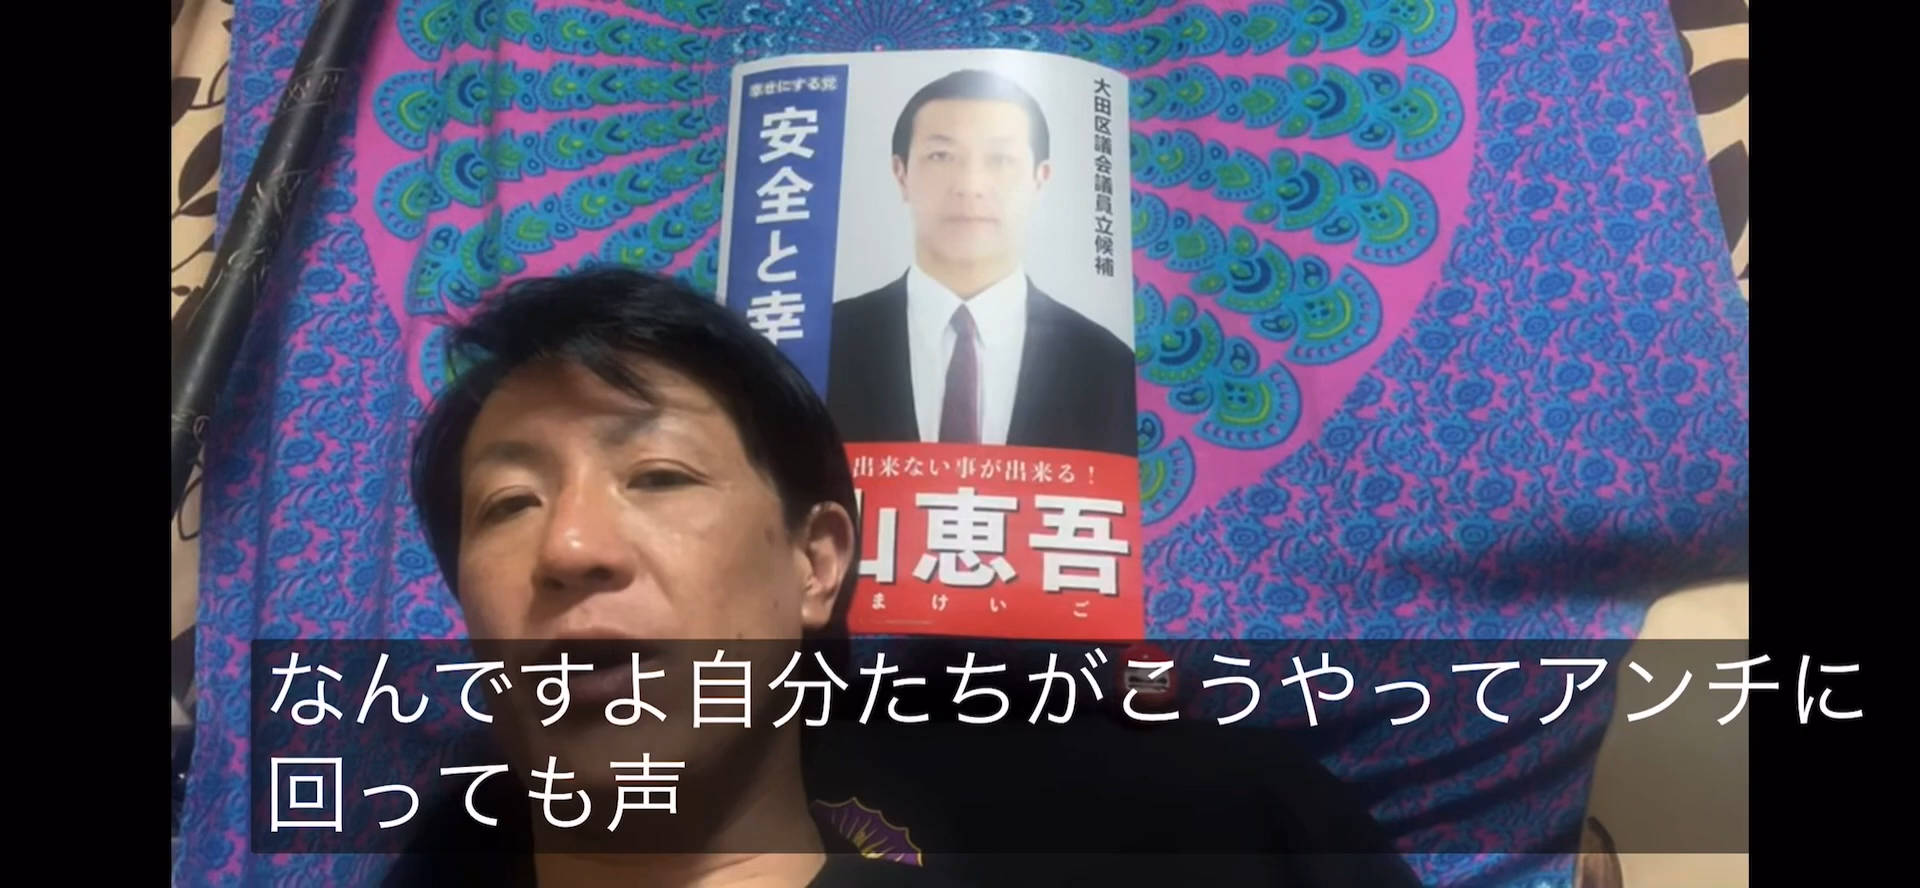 幸せにする党
安全と幸
大田区議会議員立候補
出来ない事が出来る！
山恵吾
まけいご
なんですよ自分たちがこうやってアンチに
回っても声